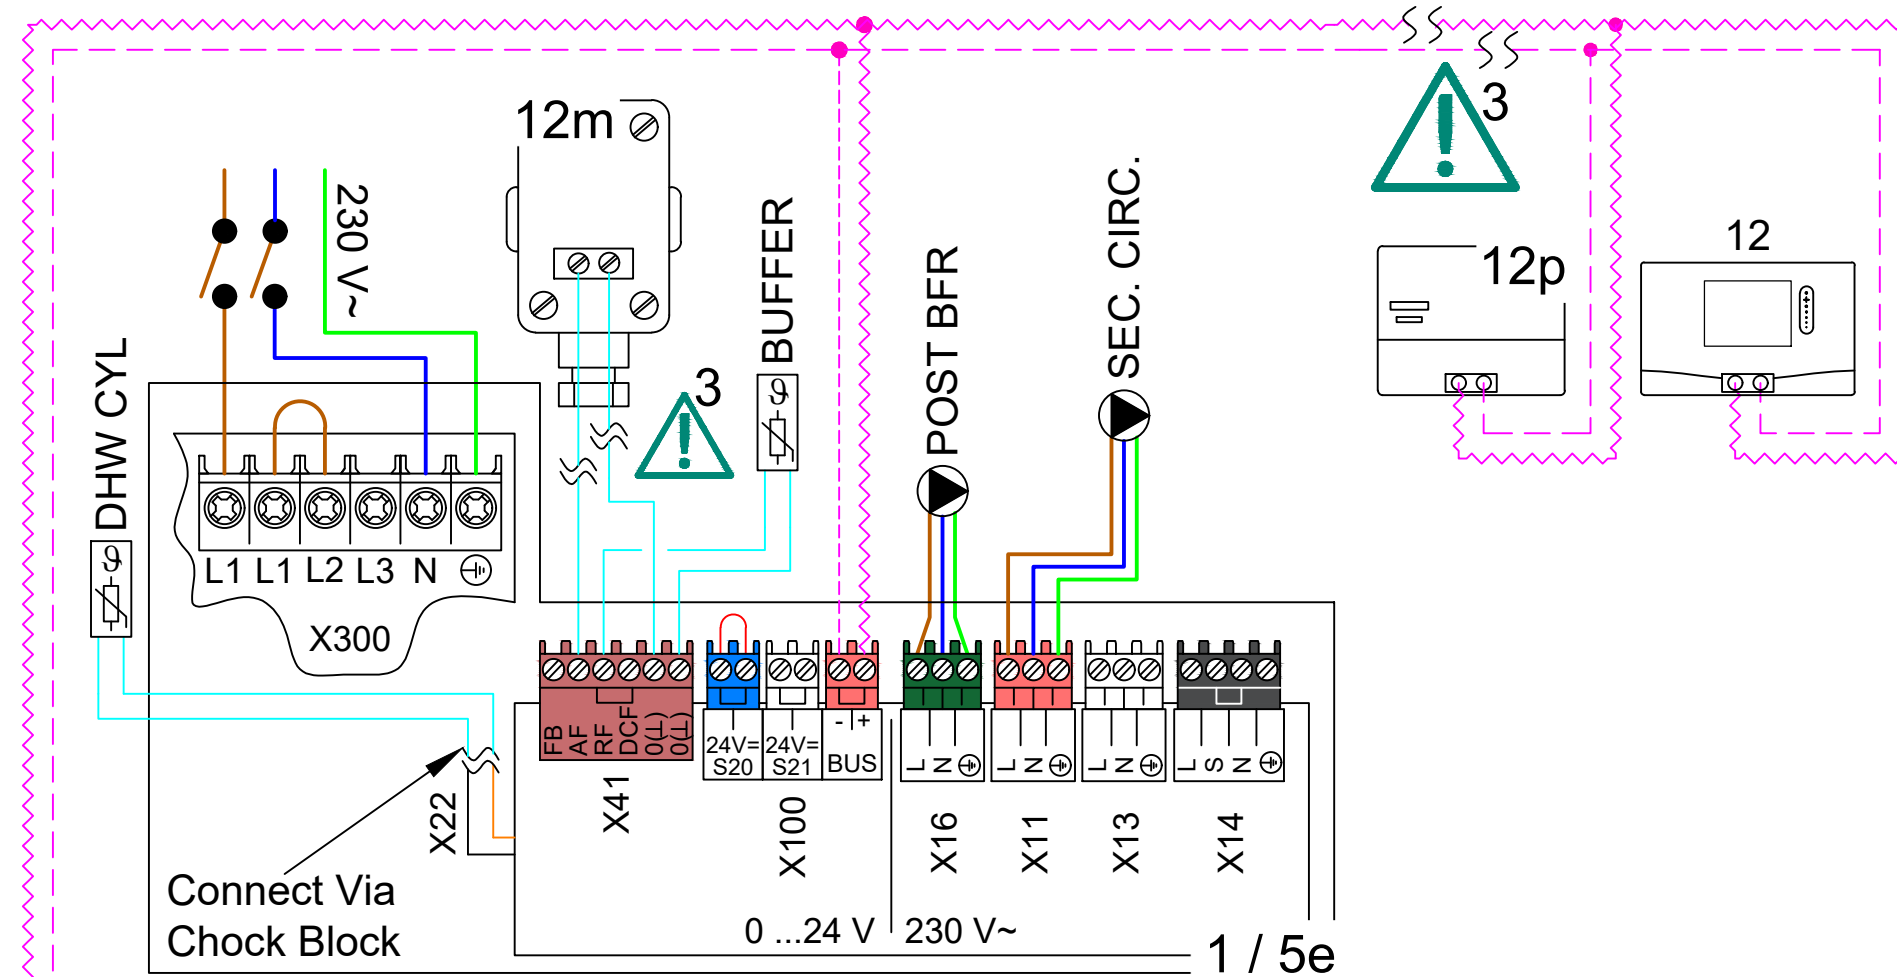 3
12m
230 V~
12
12p
DHW CYL
BUFFER
POST BFR
SEC. CIRC.
3
ϑ
ϑ
L1 L1 L2 L3 N
X300
FB
AF
RF
DCF
0(⊥)
0(⊥)
X41
24V=
S20
24V=
S21
- +
BUS
X100
L N
X16
L N
X11
L N
X13
L S N
X14
X22
Connect Via
Chock Block
0 ...24 V
230 V~
1 / 5e